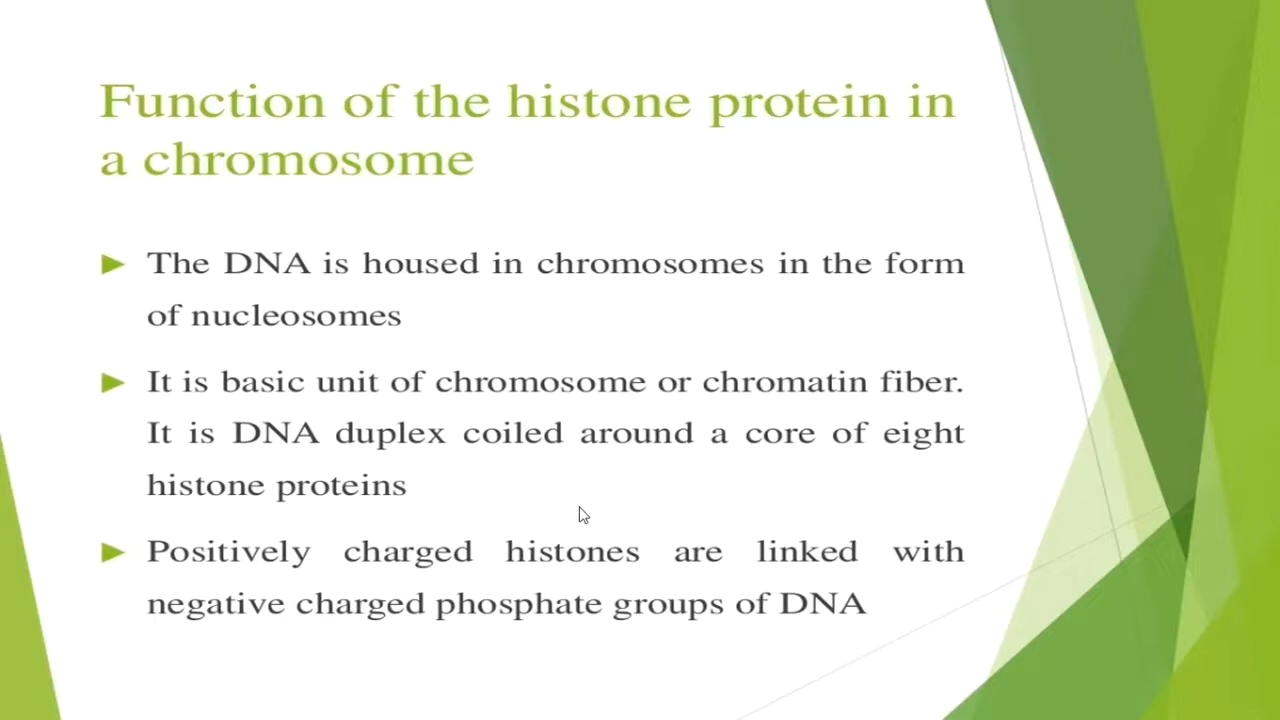 Function of the histone protein in
a chromosome
The DNA is housed in chromosomes in the form
of nucleosomes
It is basic unit of chromosome or chromatin fiber.
It is DNA duplex coiled around a core of eight
histone proteins
Positively charged histones are linked with
negative charged phosphate groups of DNA